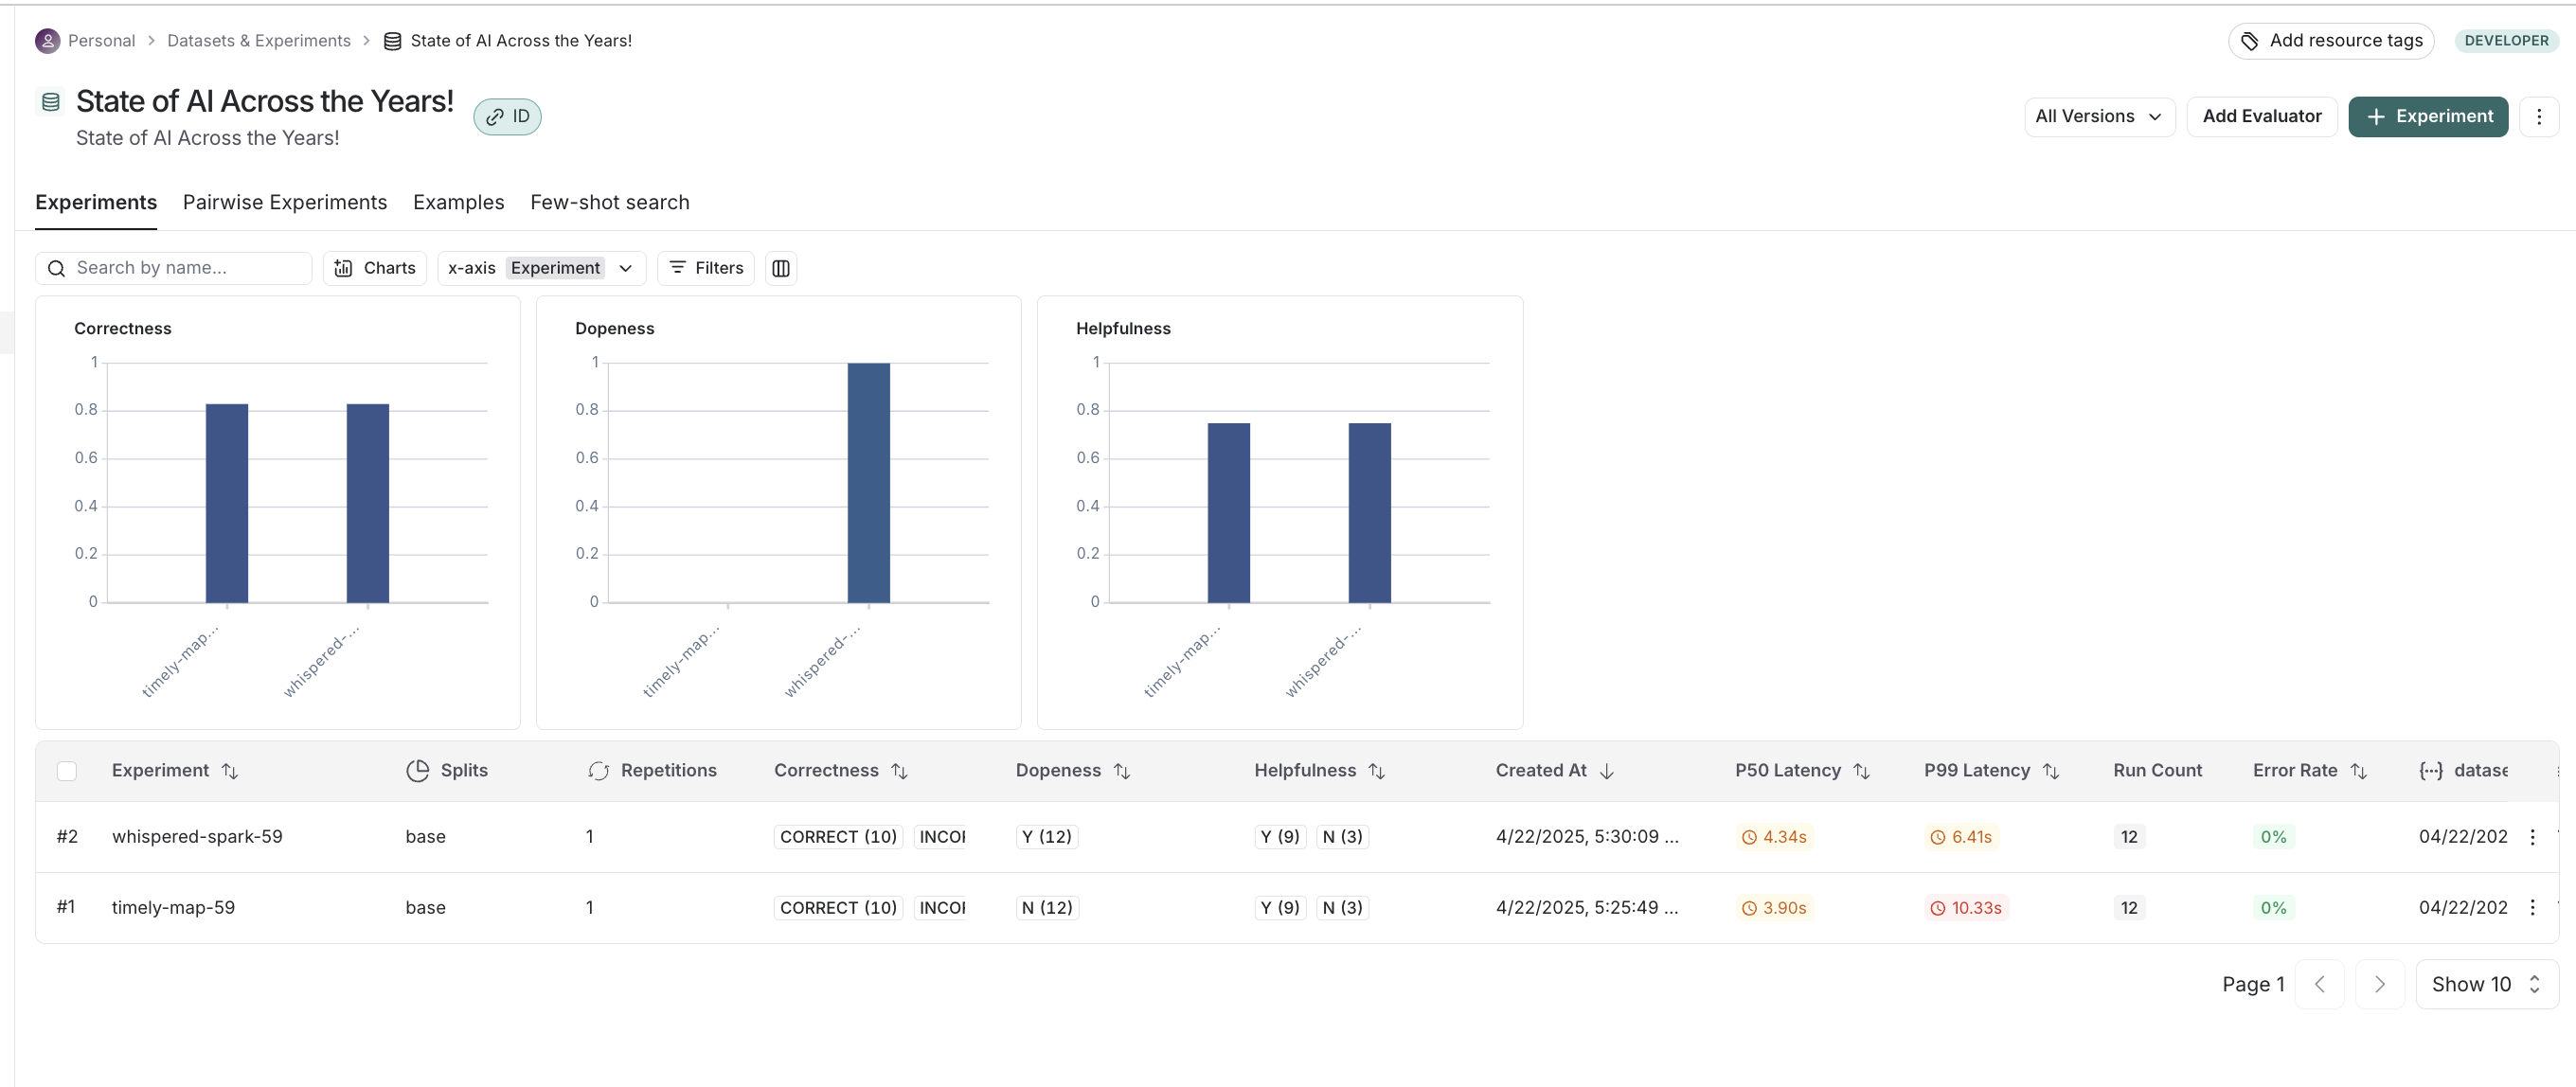 Personal > Datasets & Experiments > State of AI Across the Years!
Add resource tags
DEVELOPER
State of AI Across the Years!
ID
State of AI Across the Years!
All Versions
Add Evaluator
+ Experiment
Experiments
Pairwise Experiments
Examples
Few-shot search
Search by name...
Charts
x-axis Experiment
Filters
Correctness
1
0.8
0.6
0.4
0.2
0
timely-map...
whispered-...
Dopeness
1
0.8
0.6
0.4
0.2
0
timely-map...
whispered-...
Helpfulness
1
0.8
0.6
0.4
0.2
0
timely-map...
whispered-...
Experiment Splits Repetitions Correctness Dopeness Helpfulness Created At P50 Latency P99 Latency Run Count Error Rate datase
#2 whispered-spark-59 base 1 CORRECT (10) INCOR Y (12) Y (9) N (3) 4/22/2025, 5:30:09 ... 4.34s 6.41s 12 0% 04/22/202
#1 timely-map-59 base 1 CORRECT (10) INCOR N (12) Y (9) N (3) 4/22/2025, 5:25:49 ... 3.90s 10.33s 12 0% 04/22/202
Page 1
Show 10